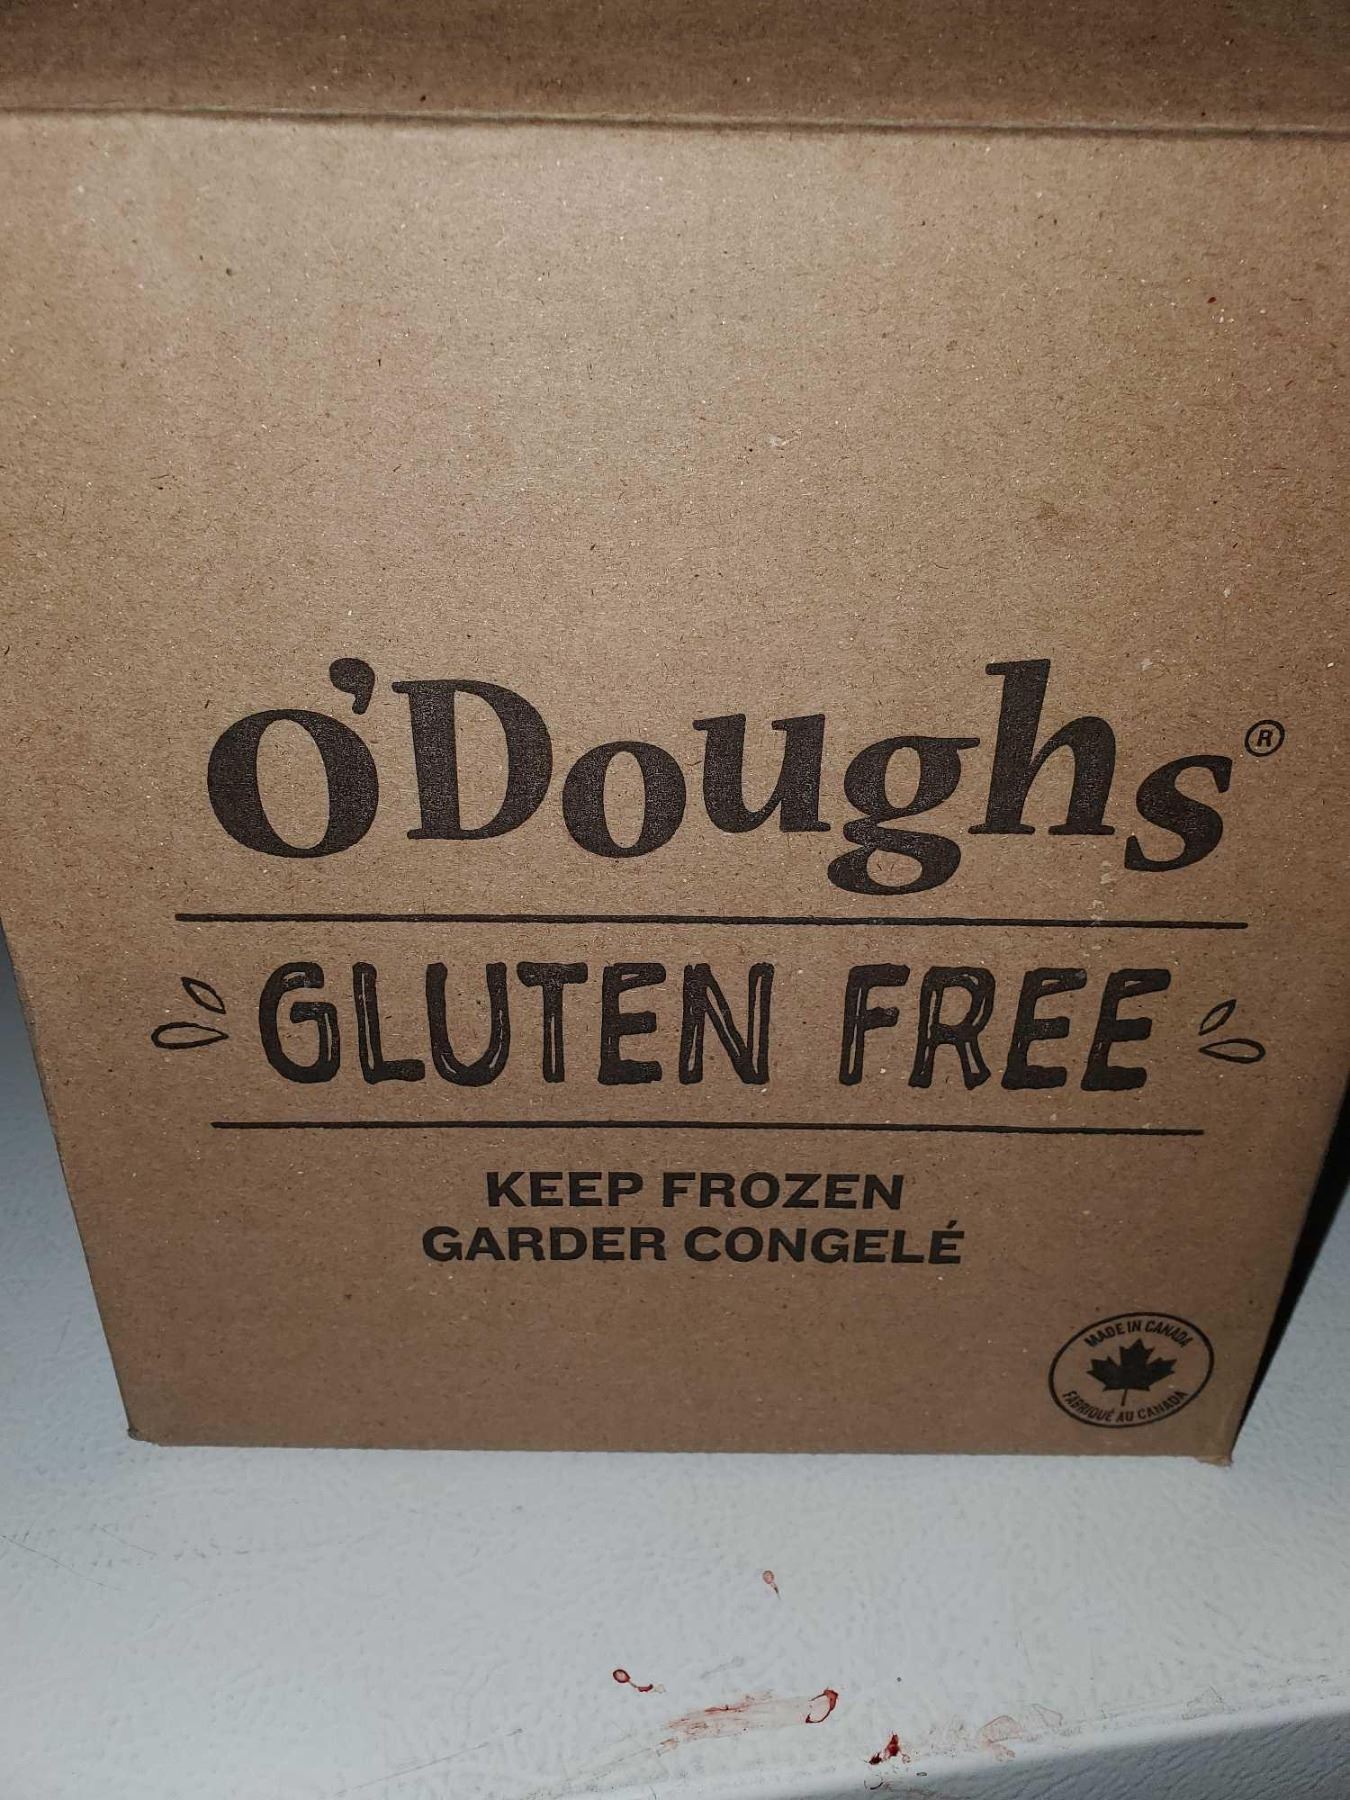 O'Doughs®
GLUTEN FREE
KEEP FROZEN
GARDER CONGELÉ
MADE IN CANADA
FABRIQUÉ AU CANADA